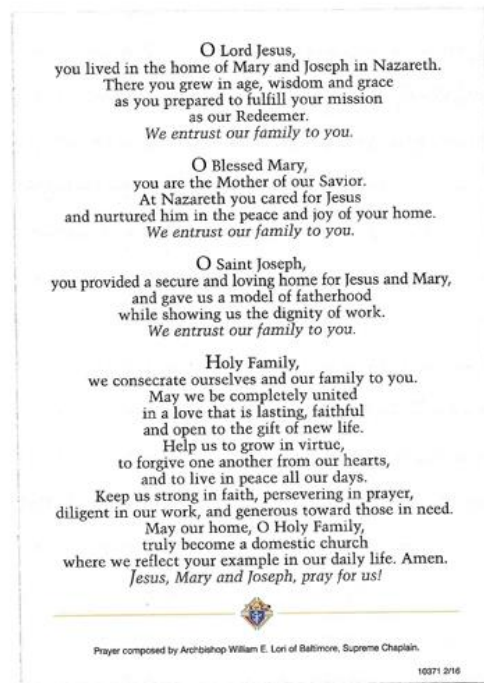 O Lord Jesus,
you lived in the home of Mary and Joseph in Nazareth.
There you grew in age, wisdom and grace
as you prepared to fulfill your mission
as our Redeemer.
We entrust our family to you.
O Blessed Mary,
you are the Mother of our Savior.
At Nazareth you cared for Jesus
and nurtured him in the peace and joy of your home.
We entrust our family to you.
O Saint Joseph,
you provided a secure and loving home for Jesus and Mary,
and gave us a model of fatherhood
while showing us the dignity of work.
We entrust our family to you.
Holy Family,
we consecrate ourselves and our family to you.
May we be completely united
in a love that is lasting, faithful
and open to the gift of new life.
Help us to grow in virtue,
to forgive one another from our hearts,
and to live in peace all our days.
Keep us strong in faith, persevering in prayer,
diligent in our work, and generous toward those in need.
May our home, O Holy Family,
truly become a domestic church
where we reflect your example in our daily life. Amen.
Jesus, Mary and Joseph, pray for us!
Prayer composed by Archbishop William E. Lori of Baltimore, Supreme Chaplain.
10371 2/16